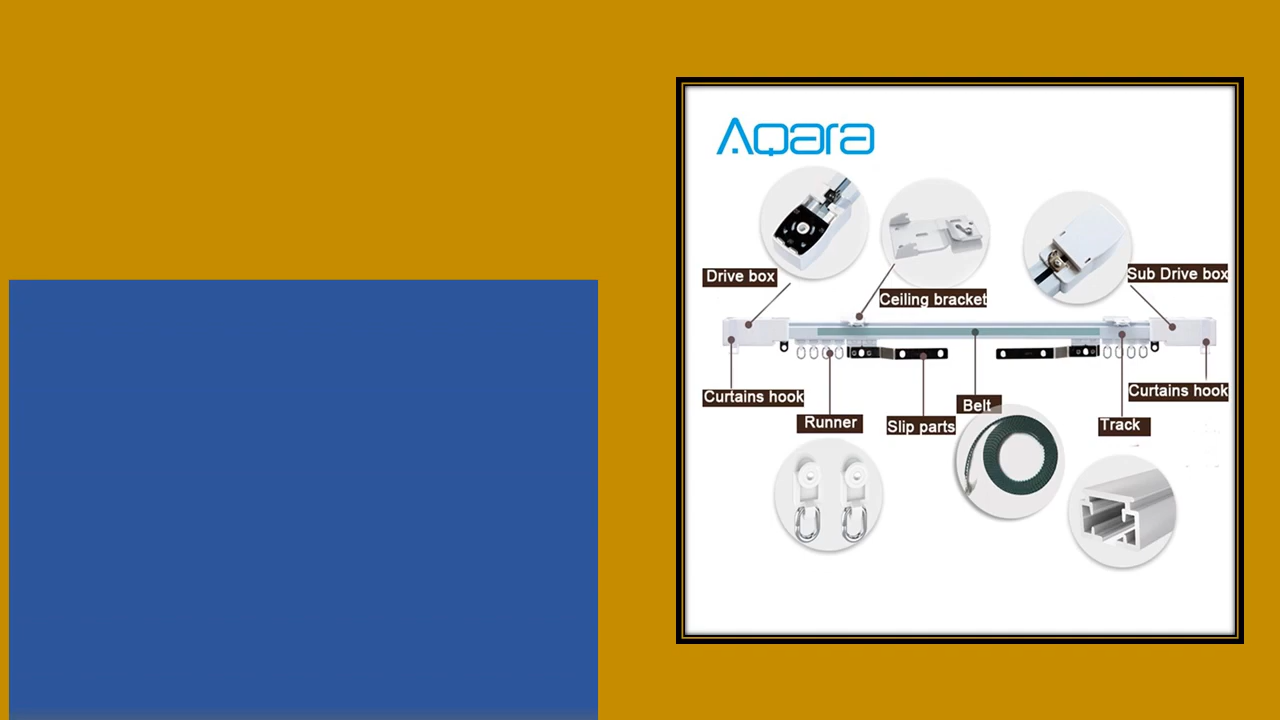 Aqara
Drive box
Sub Drive box
Ceiling bracket
Curtains hook
Curtains hook
Runner
Slip parts
Belt
Track